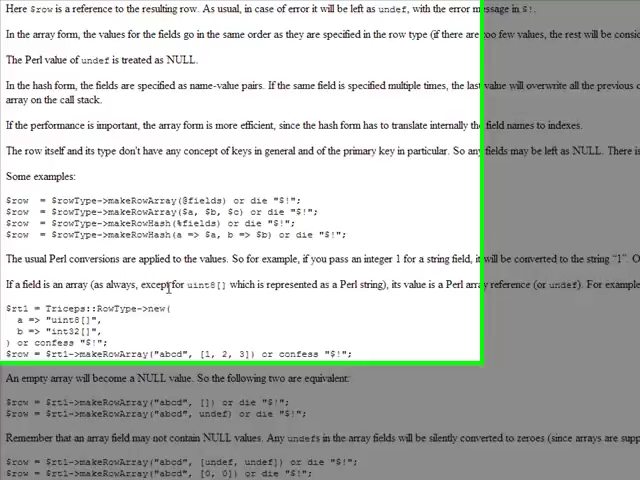 Here $row is a reference to the resulting row. As usual, in case of error it will be left as undef, with the error message in $!.
In the array form, the values for the fields go in the same order as they are specified in the row type (if there are too few values, the rest will be consi
The Perl value of undef is treated as NULL.
In the hash form, the fields are specified as name-value pairs. If the same field is specified multiple times, the last value will overwrite all the previous o
array on the call stack.
If the performance is important, the array form is more efficient, since the hash form has to translate internally the field names to indexes.
The row itself and its type don't have any concept of keys in general and of the primary key in particular. So any fields may be left as NULL. There is
Some examples:
$row = $rowType->makeRowArray(@fields) or die "$!";
$row = $rowType->makeRowArray($a, $b, $c) or die "$!";
$row = $rowType->makeRowHash(%fields) or die "$!";
$row = $rowType->makeRowHash(a => $a, b => $b) or die "$!";
The usual Perl conversions are applied to the values. So for example, if you pass an integer 1 for a string field, it will be converted to the string “1”. O
If a field is an array (as always, except for uint8[] which is represented as a Perl string), its value is a Perl array reference (or undef). For example
$rt1 = Triceps::RowType->new(
a => "uint8[]",
b => "int32[]",
) or confess "$!";
$row = $rt1->makeRowArray("abcd", [1, 2, 3]) or confess "$!";
An empty array will become a NULL value. So the following two are equivalent:
$row = $rt1->makeRowArray("abcd", []) or die "$!";
$row = $rt1->makeRowArray("abcd", undef) or die "$!";
Remember that an array field may not contain NULL values. Any undefs in the array fields will be silently converted to zeroes (since arrays are supp
$row = $rt1->makeRowArray("abcd", [undef, undef]) or die "$!";
$row = $rt1->makeRowArray("abcd", [0, 0]) or die "$!";